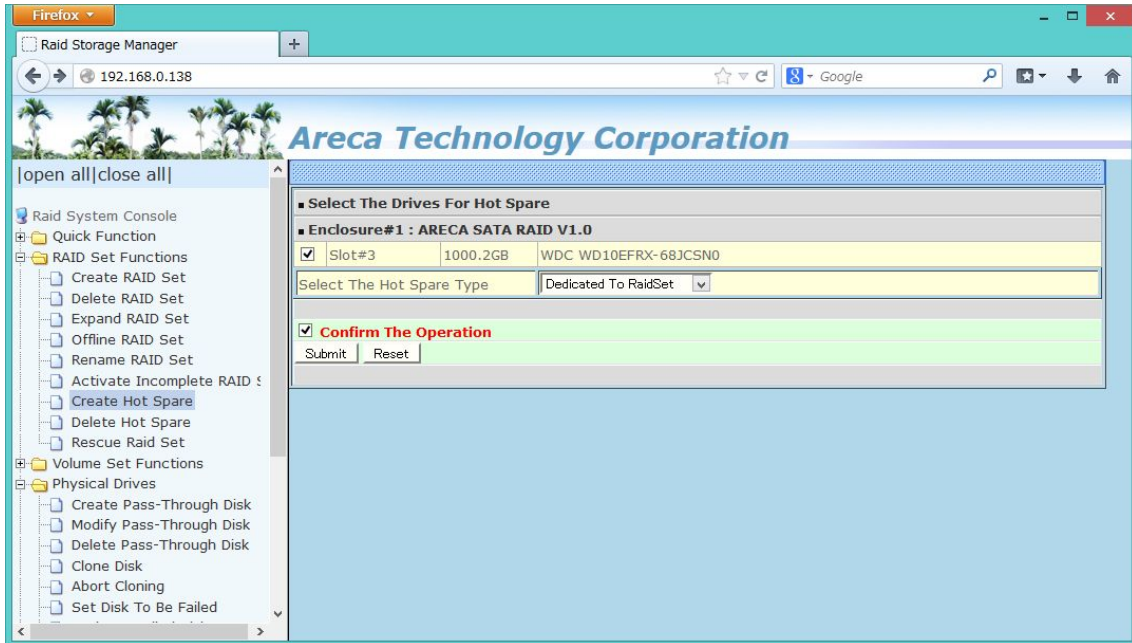 Firefox
Raid Storage Manager
+
192.168.0.138
8 Google
Areca Technology Corporation
|open all|close all|
Raid System Console
Quick Function
RAID Set Functions
Create RAID Set
Delete RAID Set
Expand RAID Set
Offline RAID Set
Rename RAID Set
Activate Incomplete RAID S
Create Hot Spare
Delete Hot Spare
Rescue Raid Set
Volume Set Functions
Physical Drives
Create Pass-Through Disk
Modify Pass-Through Disk
Delete Pass-Through Disk
Clone Disk
Abort Cloning
Set Disk To Be Failed
Select The Drives For Hot Spare
Enclosure#1 : ARECA SATA RAID V1.0
Slot#3 1000.2GB WDC WD10EFRX-68JCSN0
Select The Hot Spare Type Dedicated To RaidSet
Confirm The Operation
Submit Reset